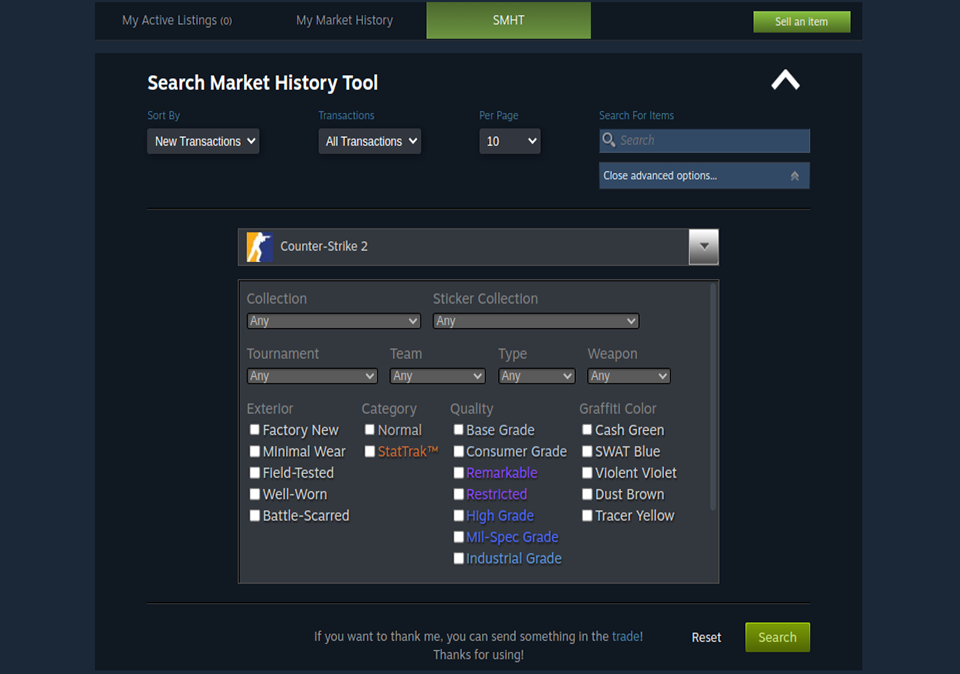 My Active Listings (0) My Market History SMHT Sell an item
Search Market History Tool
Sort By Transactions Per Page Search For Items
New Transactions All Transactions 10 Search
Close advanced options...
Counter-Strike 2
Collection Sticker Collection
Any Any
Tournament Team Type Weapon
Any Any Any Any
Exterior Category Quality Graffiti Color
Factory New Normal Base Grade Cash Green
Minimal Wear StatTrak™ Consumer Grade SWAT Blue
Field-Tested Remarkable Violent Violet
Well-Worn Restricted Dust Brown
Battle-Scarred High Grade Tracer Yellow
Mil-Spec Grade
Industrial Grade
If you want to thank me, you can send something in the trade! Reset Search
Thanks for using!